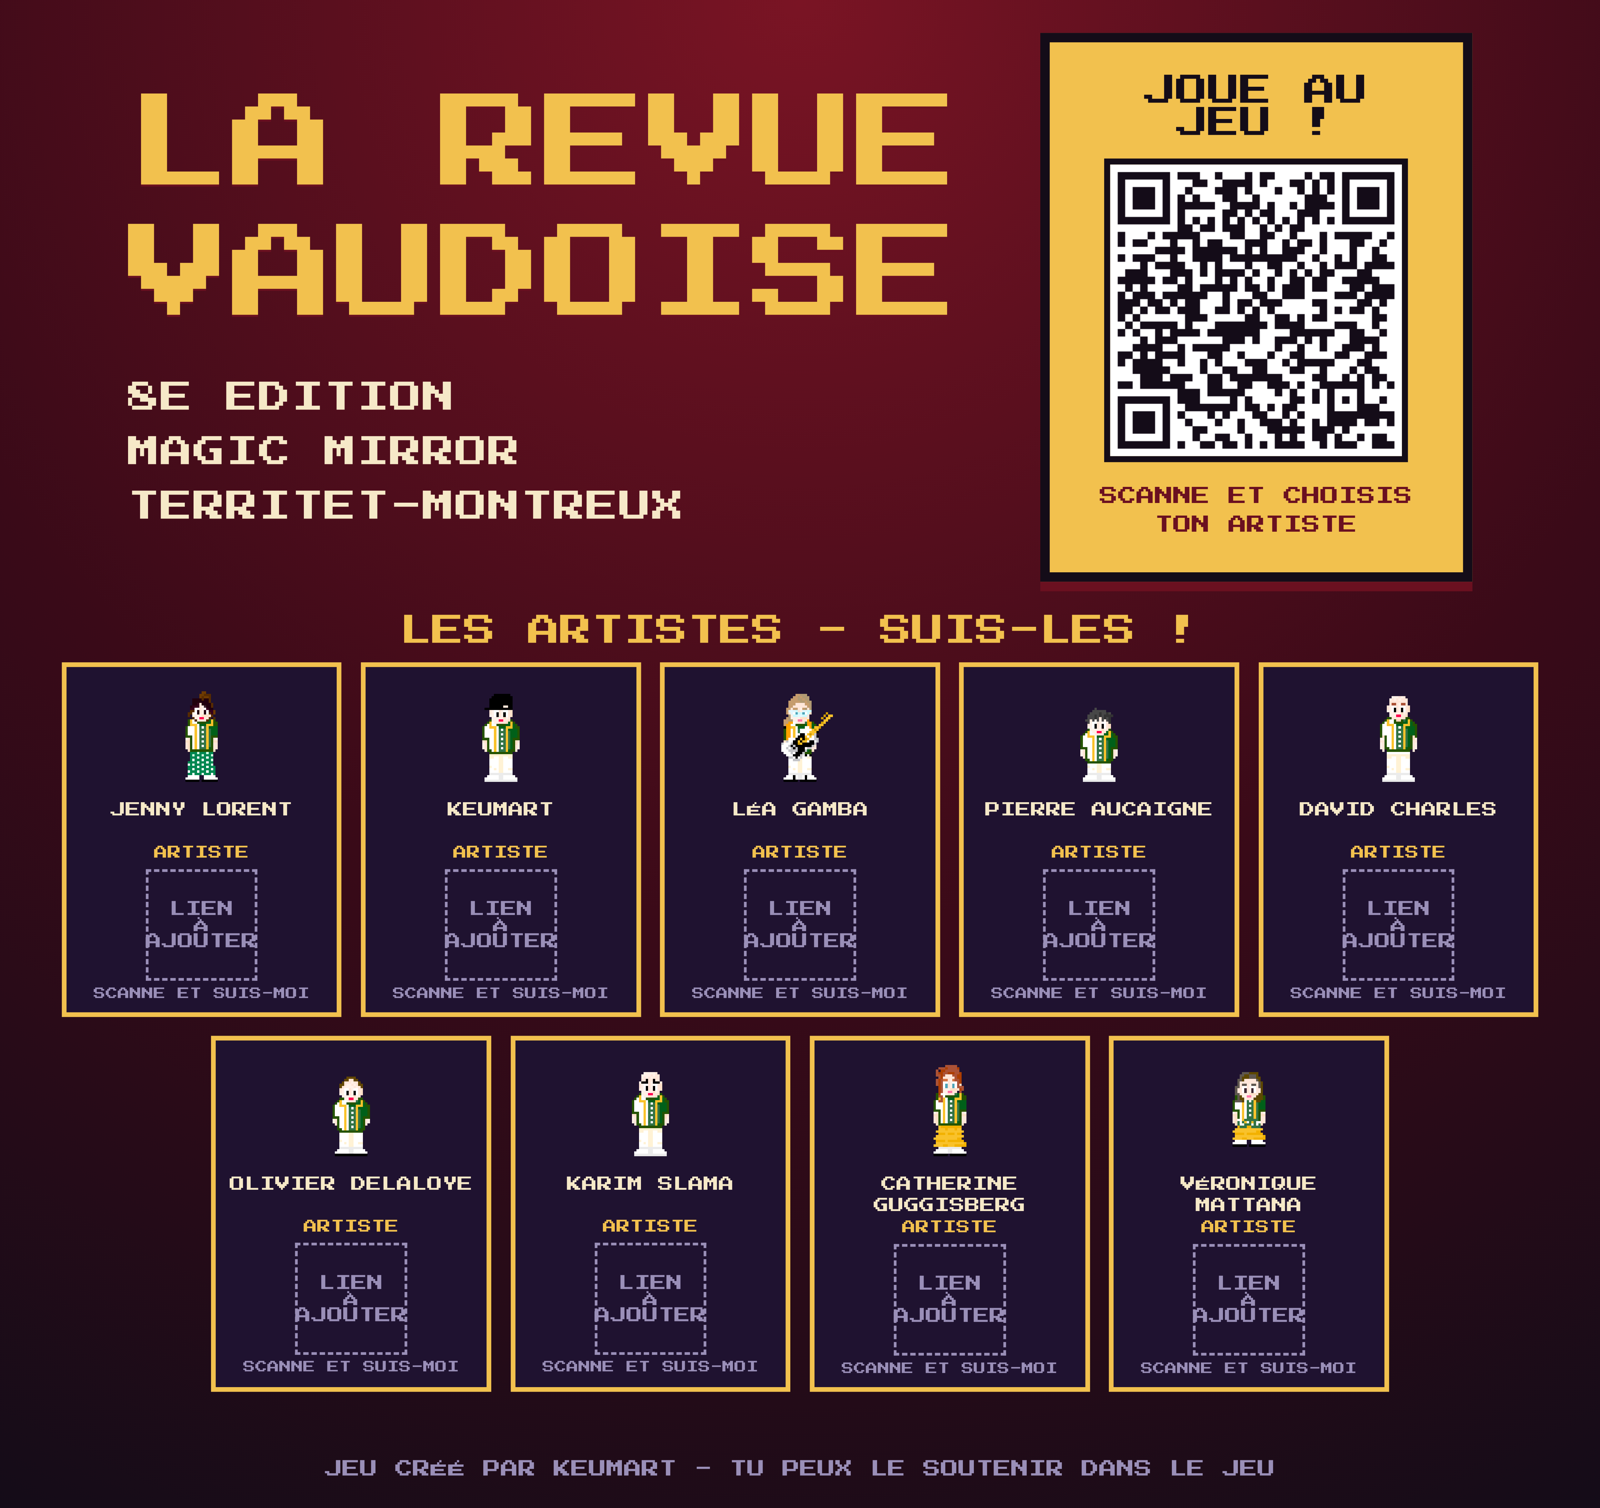 LA REVUE
VAUDOISE
8E EDITION
MAGIC MIRROR
TERRITET-MONTREUX
JOUE AU
JEU !
SCANNE ET CHOISIS
TON ARTISTE
LES ARTISTES - SUIS-LES !
JENNY LORENT
ARTISTE
LIEN
À
AJOUTER
SCANNE ET SUIS-MOI
KEUMART
ARTISTE
LIEN
À
AJOUTER
SCANNE ET SUIS-MOI
LéA GAMBA
ARTISTE
LIEN
À
AJOUTER
SCANNE ET SUIS-MOI
PIERRE AUCAIGNE
ARTISTE
LIEN
À
AJOUTER
SCANNE ET SUIS-MOI
DAVID CHARLES
ARTISTE
LIEN
À
AJOUTER
SCANNE ET SUIS-MOI
OLIVIER DELALOYE
ARTISTE
LIEN
À
AJOUTER
SCANNE ET SUIS-MOI
KARIM SLAMA
ARTISTE
LIEN
À
AJOUTER
SCANNE ET SUIS-MOI
CATHERINE
GUGGISBERG
ARTISTE
LIEN
À
AJOUTER
SCANNE ET SUIS-MOI
VéRONIQUE
MATTANA
ARTISTE
LIEN
À
AJOUTER
SCANNE ET SUIS-MOI
JEU CRéé PAR KEUMART - TU PEUX LE SOUTENIR DANS LE JEU